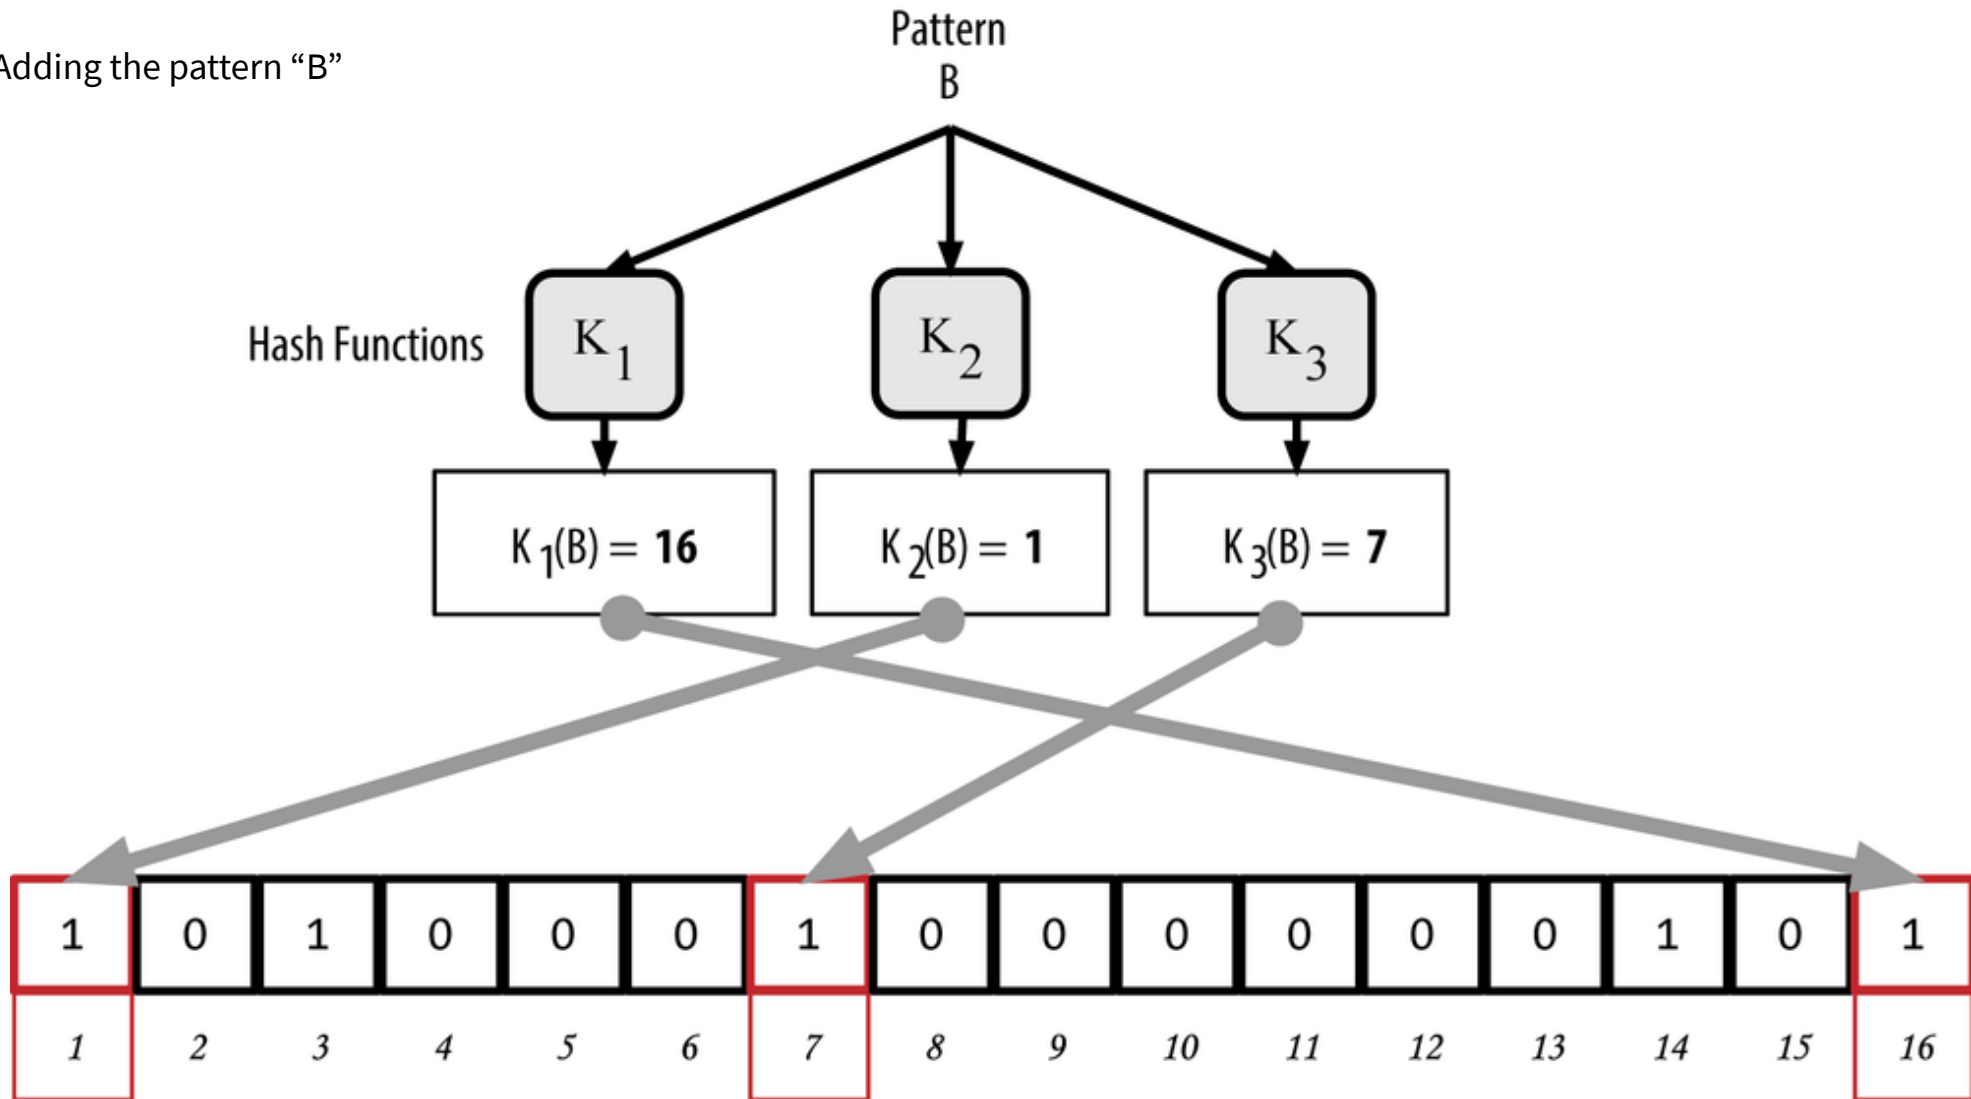 Adding the pattern “B”
Pattern
B
Hash Functions
K1
K2
K3
K1(B) = 16
K2(B) = 1
K3(B) = 7
1 0 1 0 0 0 1 0 0 0 0 0 0 1 0 1
1 2 3 4 5 6 7 8 9 10 11 12 13 14 15 16